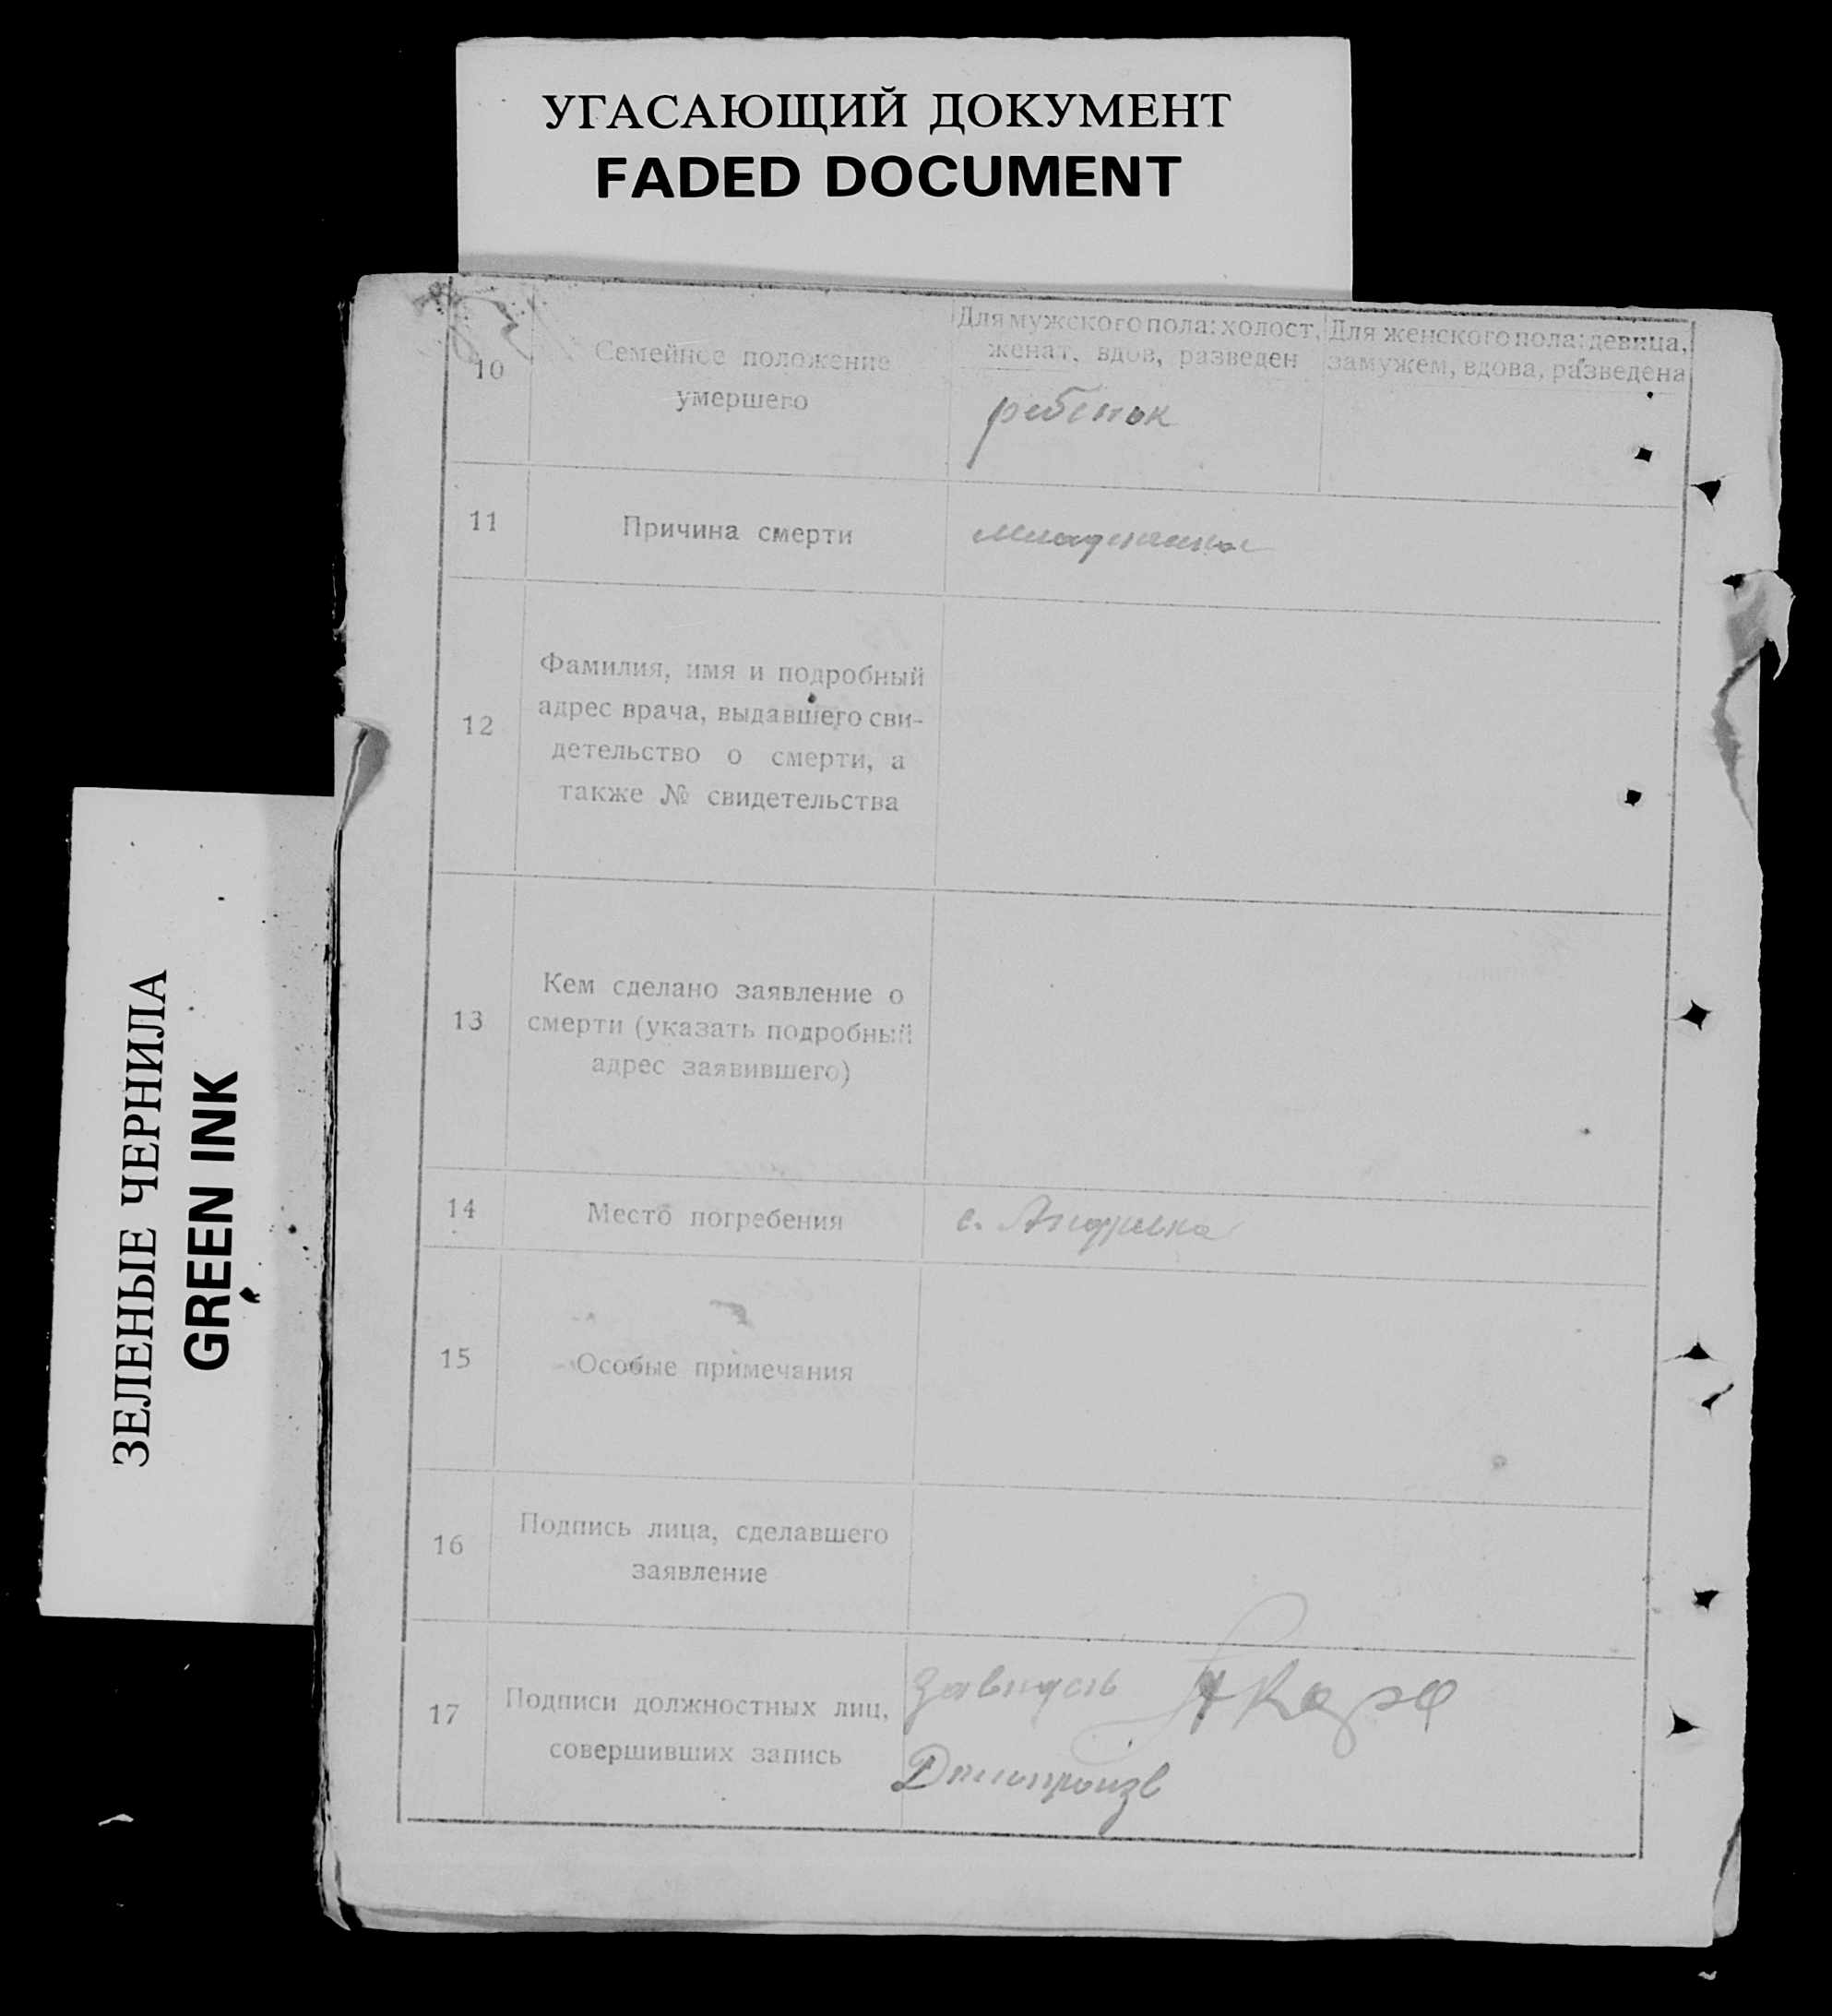 УГАСАЮЩИЙ ДОКУМЕНТ
FADED DOCUMENT
ЗЕЛЕНЫЕ ЧЕРНИЛА
GREEN INK
10
Семейное положение
умершего
Для мужского пола: холост,
женат, вдов, разведен
Для женского пола: девица,
замужем, вдова, разведена
ребенок
11
Причина смерти
12
Фамилия, имя и подробный
адрес врача, выдавшего сви-
детельство о смерти, а
также № свидетельства
13
Кем сделано заявление о
смерти (указать подробный
адрес заявившего)
14
Место погребения
с. Андреевка
15
Особые примечания
16
Подпись лица, сделавшего
заявление
17
Подписи должностных лиц,
совершивших запись
Делопроизв